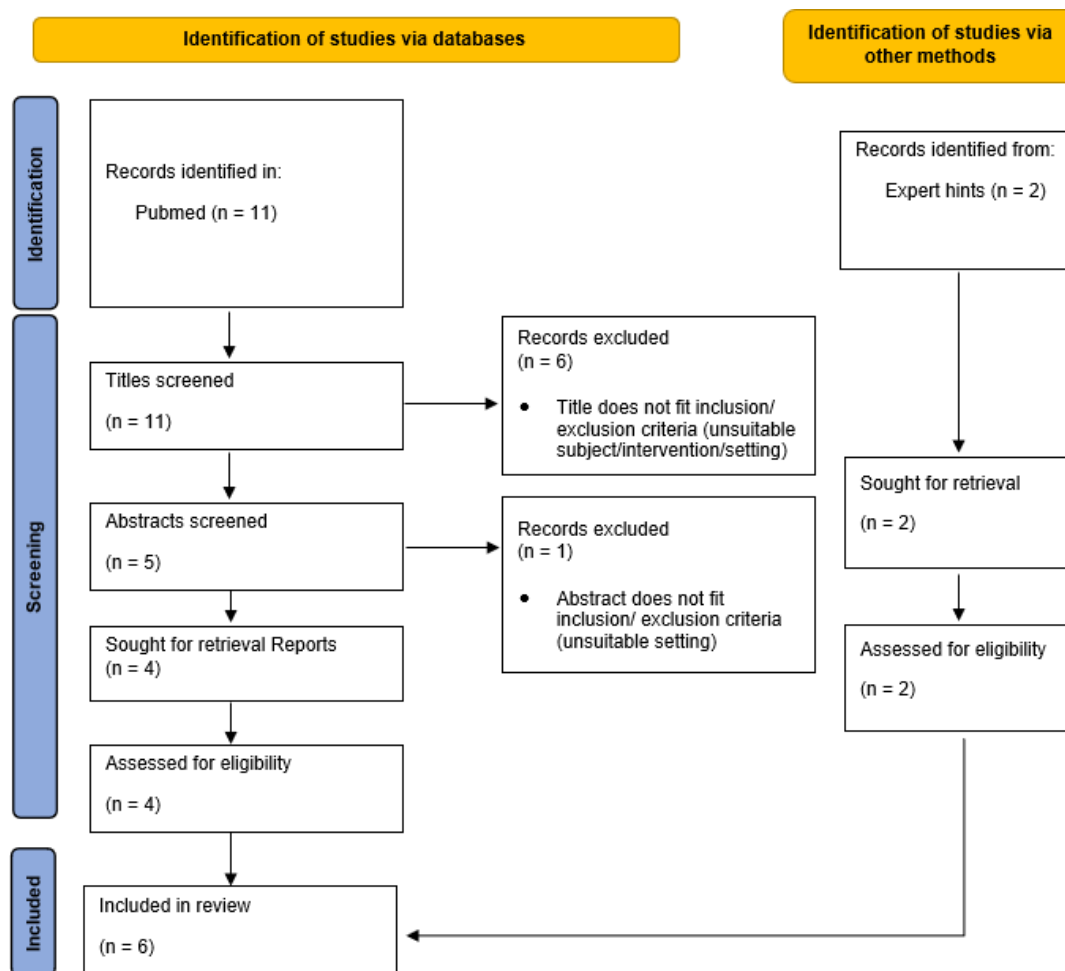 Identification of studies via databases
Identification of studies via
other methods
Identification
Records identified in:
Pubmed (n = 11)
Records identified from:
Expert hints (n = 2)
Screening
Titles screened
(n = 11)
Records excluded
(n = 6)
• Title does not fit inclusion/
exclusion criteria (unsuitable
subject/intervention/setting)
Abstracts screened
(n = 5)
Records excluded
(n = 1)
• Abstract does not fit
inclusion/ exclusion criteria
(unsuitable setting)
Sought for retrieval
(n = 2)
Sought for retrieval Reports
(n = 4)
Assessed for eligibility
(n = 2)
Assessed for eligibility
(n = 4)
Included
Included in review
(n = 6)